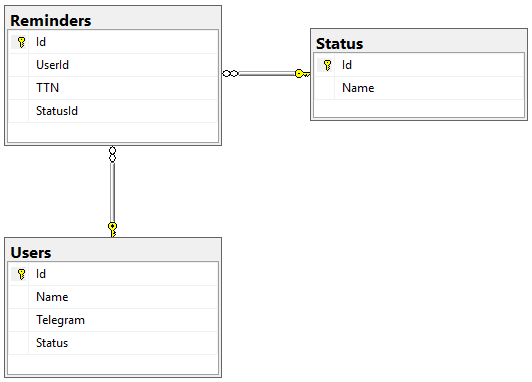 Reminders
Id
UserId
TTN
StatusId
Status
Id
Name
Users
Id
Name
Telegram
Status